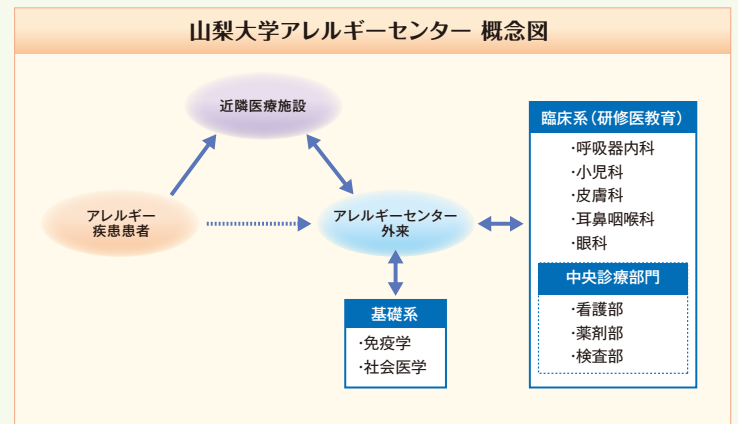 山梨大学アレルギーセンター 概念図
近隣医療施設
アレルギー
疾患患者
アレルギーセンター
外来
臨床系(研修医教育)
・呼吸器内科
・小児科
・皮膚科
・耳鼻咽喉科
・眼科
中央診療部門
・看護部
・薬剤部
・検査部
基礎系
・免疫学
・社会医学